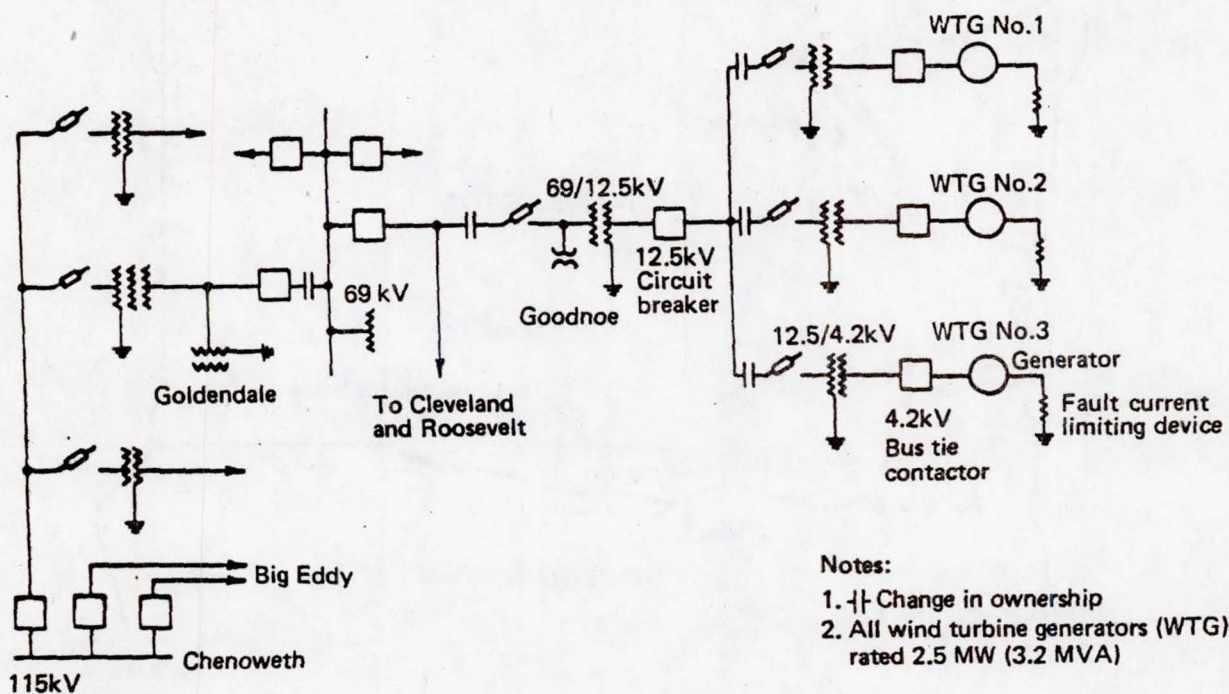 WTG No.1
69/12.5kV
WTG No.2
12.5kV
Circuit
breaker
69 kV
Goodnoe
12.5/4.2kV
WTG No.3
Generator
Goldendale
To Cleveland
and Roosevelt
4.2kV
Bus tie
contactor
Fault current
limiting device
Big Eddy
Chenoweth
115kV
Notes:
1. ⊣⊢ Change in ownership
2. All wind turbine generators (WTG)
rated 2.5 MW (3.2 MVA)